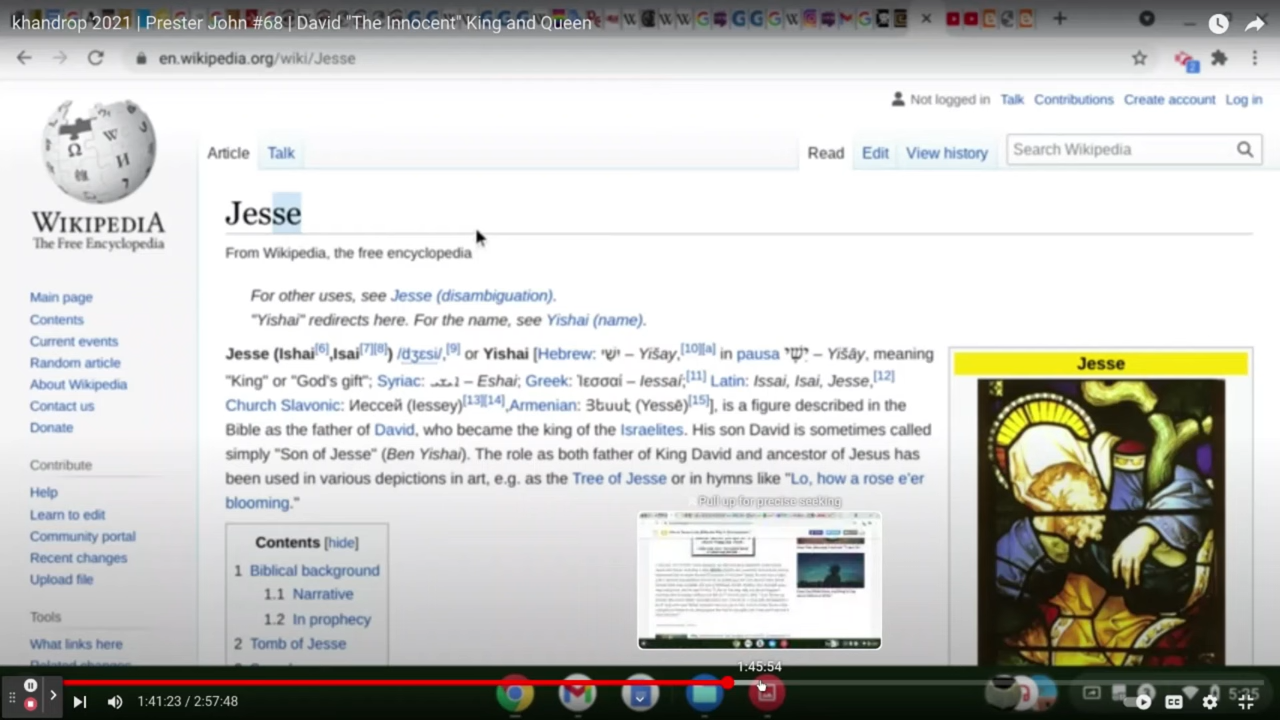 khandrop 2021 | Prester John #68 | David "The Innocent" King and Queen
en.wikipedia.org/wiki/Jesse
Not logged in Talk Contributions Create account Log in
Article Talk Read Edit View history Search Wikipedia
WIKIPEDIA
The Free Encyclopedia
Jesse
From Wikipedia, the free encyclopedia
For other uses, see Jesse (disambiguation).
"Yishai" redirects here. For the name, see Yishai (name).
Jesse (Ishai[6],Isai[7][8]) /dʒɛsi/,[9] or Yishai [Hebrew: יִשַׁי – Yīšay,[10][a] in pausa יִשָׁי – Yīšāy, meaning
"King" or "God's gift"; Syriac: – Eshai; Greek: Ἰεσσαί – Iessaí;[11] Latin: Issai, Isai, Jesse,[12]
Church Slavonic: Иессей (Iessey)[13][14],Armenian: Յեսսէ (Yessē)[15]], is a figure described in the
Bible as the father of David, who became the king of the Israelites. His son David is sometimes called
simply "Son of Jesse" (Ben Yishai). The role as both father of King David and ancestor of Jesus has
been used in various depictions in art, e.g. as the Tree of Jesse or in hymns like "Lo, how a rose e'er
blooming."
Jesse
Main page
Contents
Current events
Random article
About Wikipedia
Contact us
Donate
Contribute
Help
Learn to edit
Community portal
Recent changes
Upload file
Tools
What links here
Related changes
Contents [hide]
1 Biblical background
1.1 Narrative
1.2 In prophecy
2 Tomb of Jesse
Pull up for precise seeking
1:45:54
1:41:23 / 2:57:48
5:25